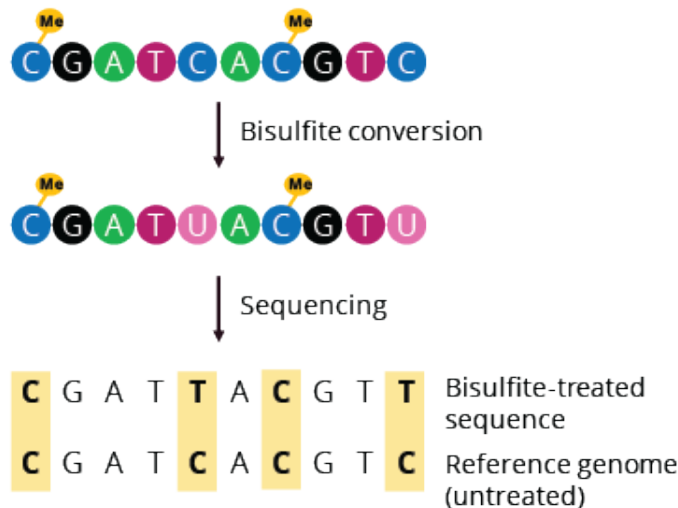 Me Me
C G A T C A C G T C
Bisulfite conversion
Me Me
C G A T U A C G T U
Sequencing
C G A T T A C G T T
Bisulfite-treated
sequence
C G A T C A C G T C
Reference genome
(untreated)